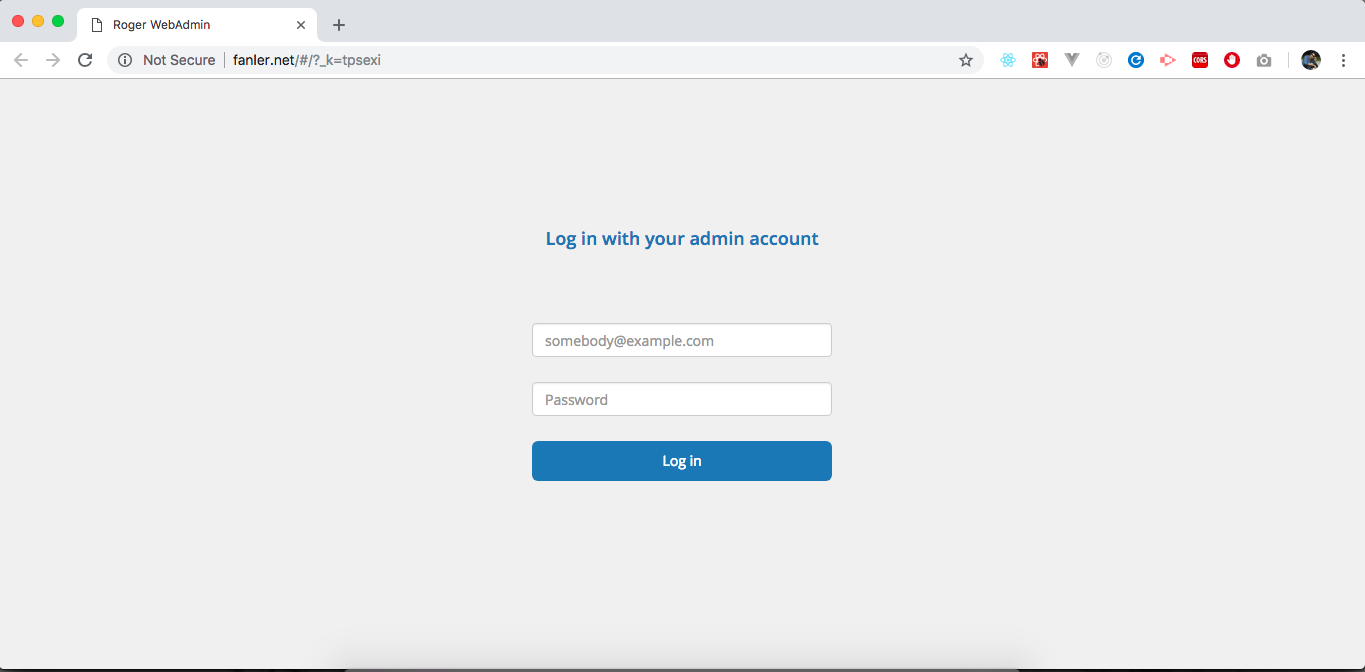 Roger WebAdmin
Not Secure fanler.net/#/?_k=tpsexi
CORS
Log in with your admin account
somebody@example.com
Password
Log in